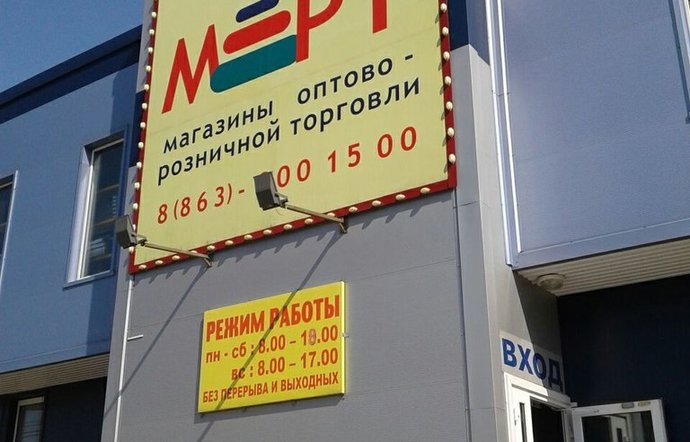 МЕРТ
магазины оптово -
розничной торговли
8(863)- 00 15 00
РЕЖИМ РАБОТЫ
пн - сб : 8.00 – 18.00
вс : 8.00 – 17.00
БЕЗ ПЕРЕРЫВА И ВЫХОДНЫХ
ВХОД